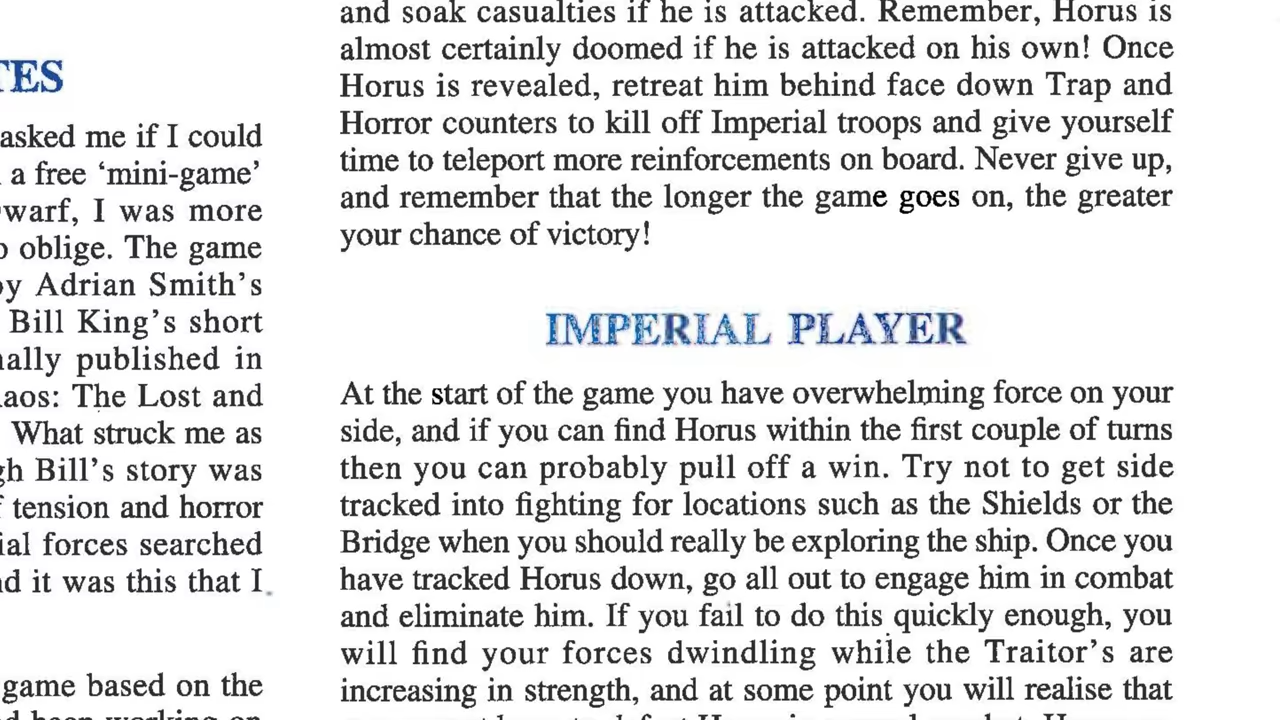 TES
asked me if I could
a free ‘mini-game’
warf, I was more
oblige. The game
by Adrian Smith’s
Bill King’s short
nally published in
aos: The Lost and
What struck me as
gh Bill’s story was
tension and horror
ial forces searched
nd it was this that I
game based on the
and soak casualties if he is attacked. Remember, Horus is
almost certainly doomed if he is attacked on his own! Once
Horus is revealed, retreat him behind face down Trap and
Horror counters to kill off Imperial troops and give yourself
time to teleport more reinforcements on board. Never give up,
and remember that the longer the game goes on, the greater
your chance of victory!
IMPERIAL PLAYER
At the start of the game you have overwhelming force on your
side, and if you can find Horus within the first couple of turns
then you can probably pull off a win. Try not to get side
tracked into fighting for locations such as the Shields or the
Bridge when you should really be exploring the ship. Once you
have tracked Horus down, go all out to engage him in combat
and eliminate him. If you fail to do this quickly enough, you
will find your forces dwindling while the Traitor’s are
increasing in strength, and at some point you will realise that